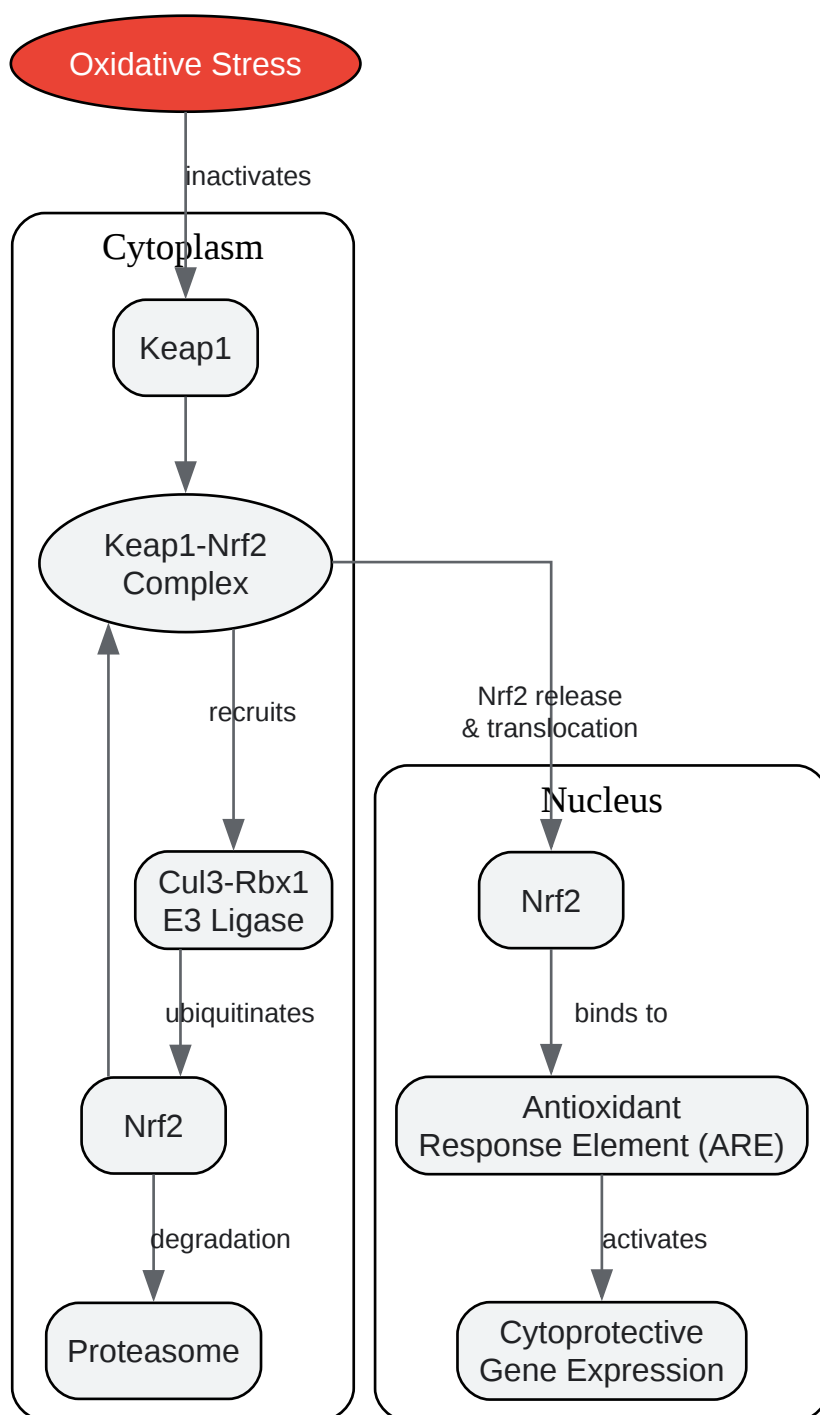 Oxidative Stress
inactivates
Cytoplasm
Keap1
Keap1-Nrf2
Complex
recruits
Nrf2 release
& translocation
Nucleus
Cul3-Rbx1
E3 Ligase
Nrf2
ubiquitinates
binds to
Nrf2
Antioxidant
Response Element (ARE)
degradation
activates
Proteasome
Cytoprotective
Gene Expression